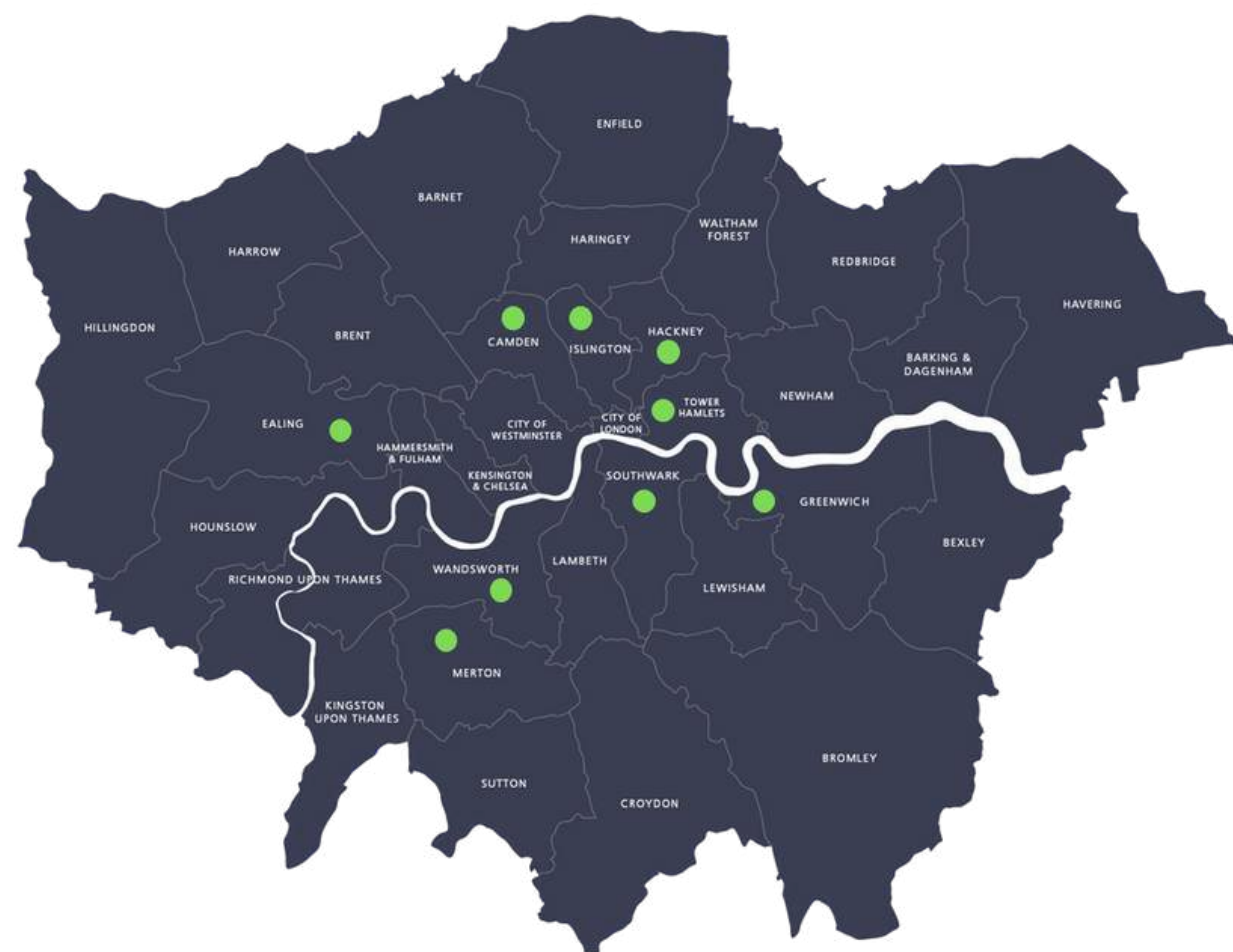 ENFIELD
BARNET
WALTHAM
FOREST
HARINGEY
HARROW
REDBRIDGE
HAVERING
HILLINGDON
BRENT
CAMDEN
ISLINGTON
HACKNEY
BARKING &
DAGENHAM
NEWHAM
TOWER
HAMLETS
EALING
CITY OF
WESTMINSTER
CITY OF
LONDON
HAMMERSMITH
& FULHAM
KENSINGTON
& CHELSEA
SOUTHWARK
GREENWICH
HOUNSLOW
BEXLEY
LAMBETH
WANDSWORTH
RICHMOND UPON THAMES
LEWISHAM
MERTON
KINGSTON
UPON THAMES
BROMLEY
SUTTON
CROYDON